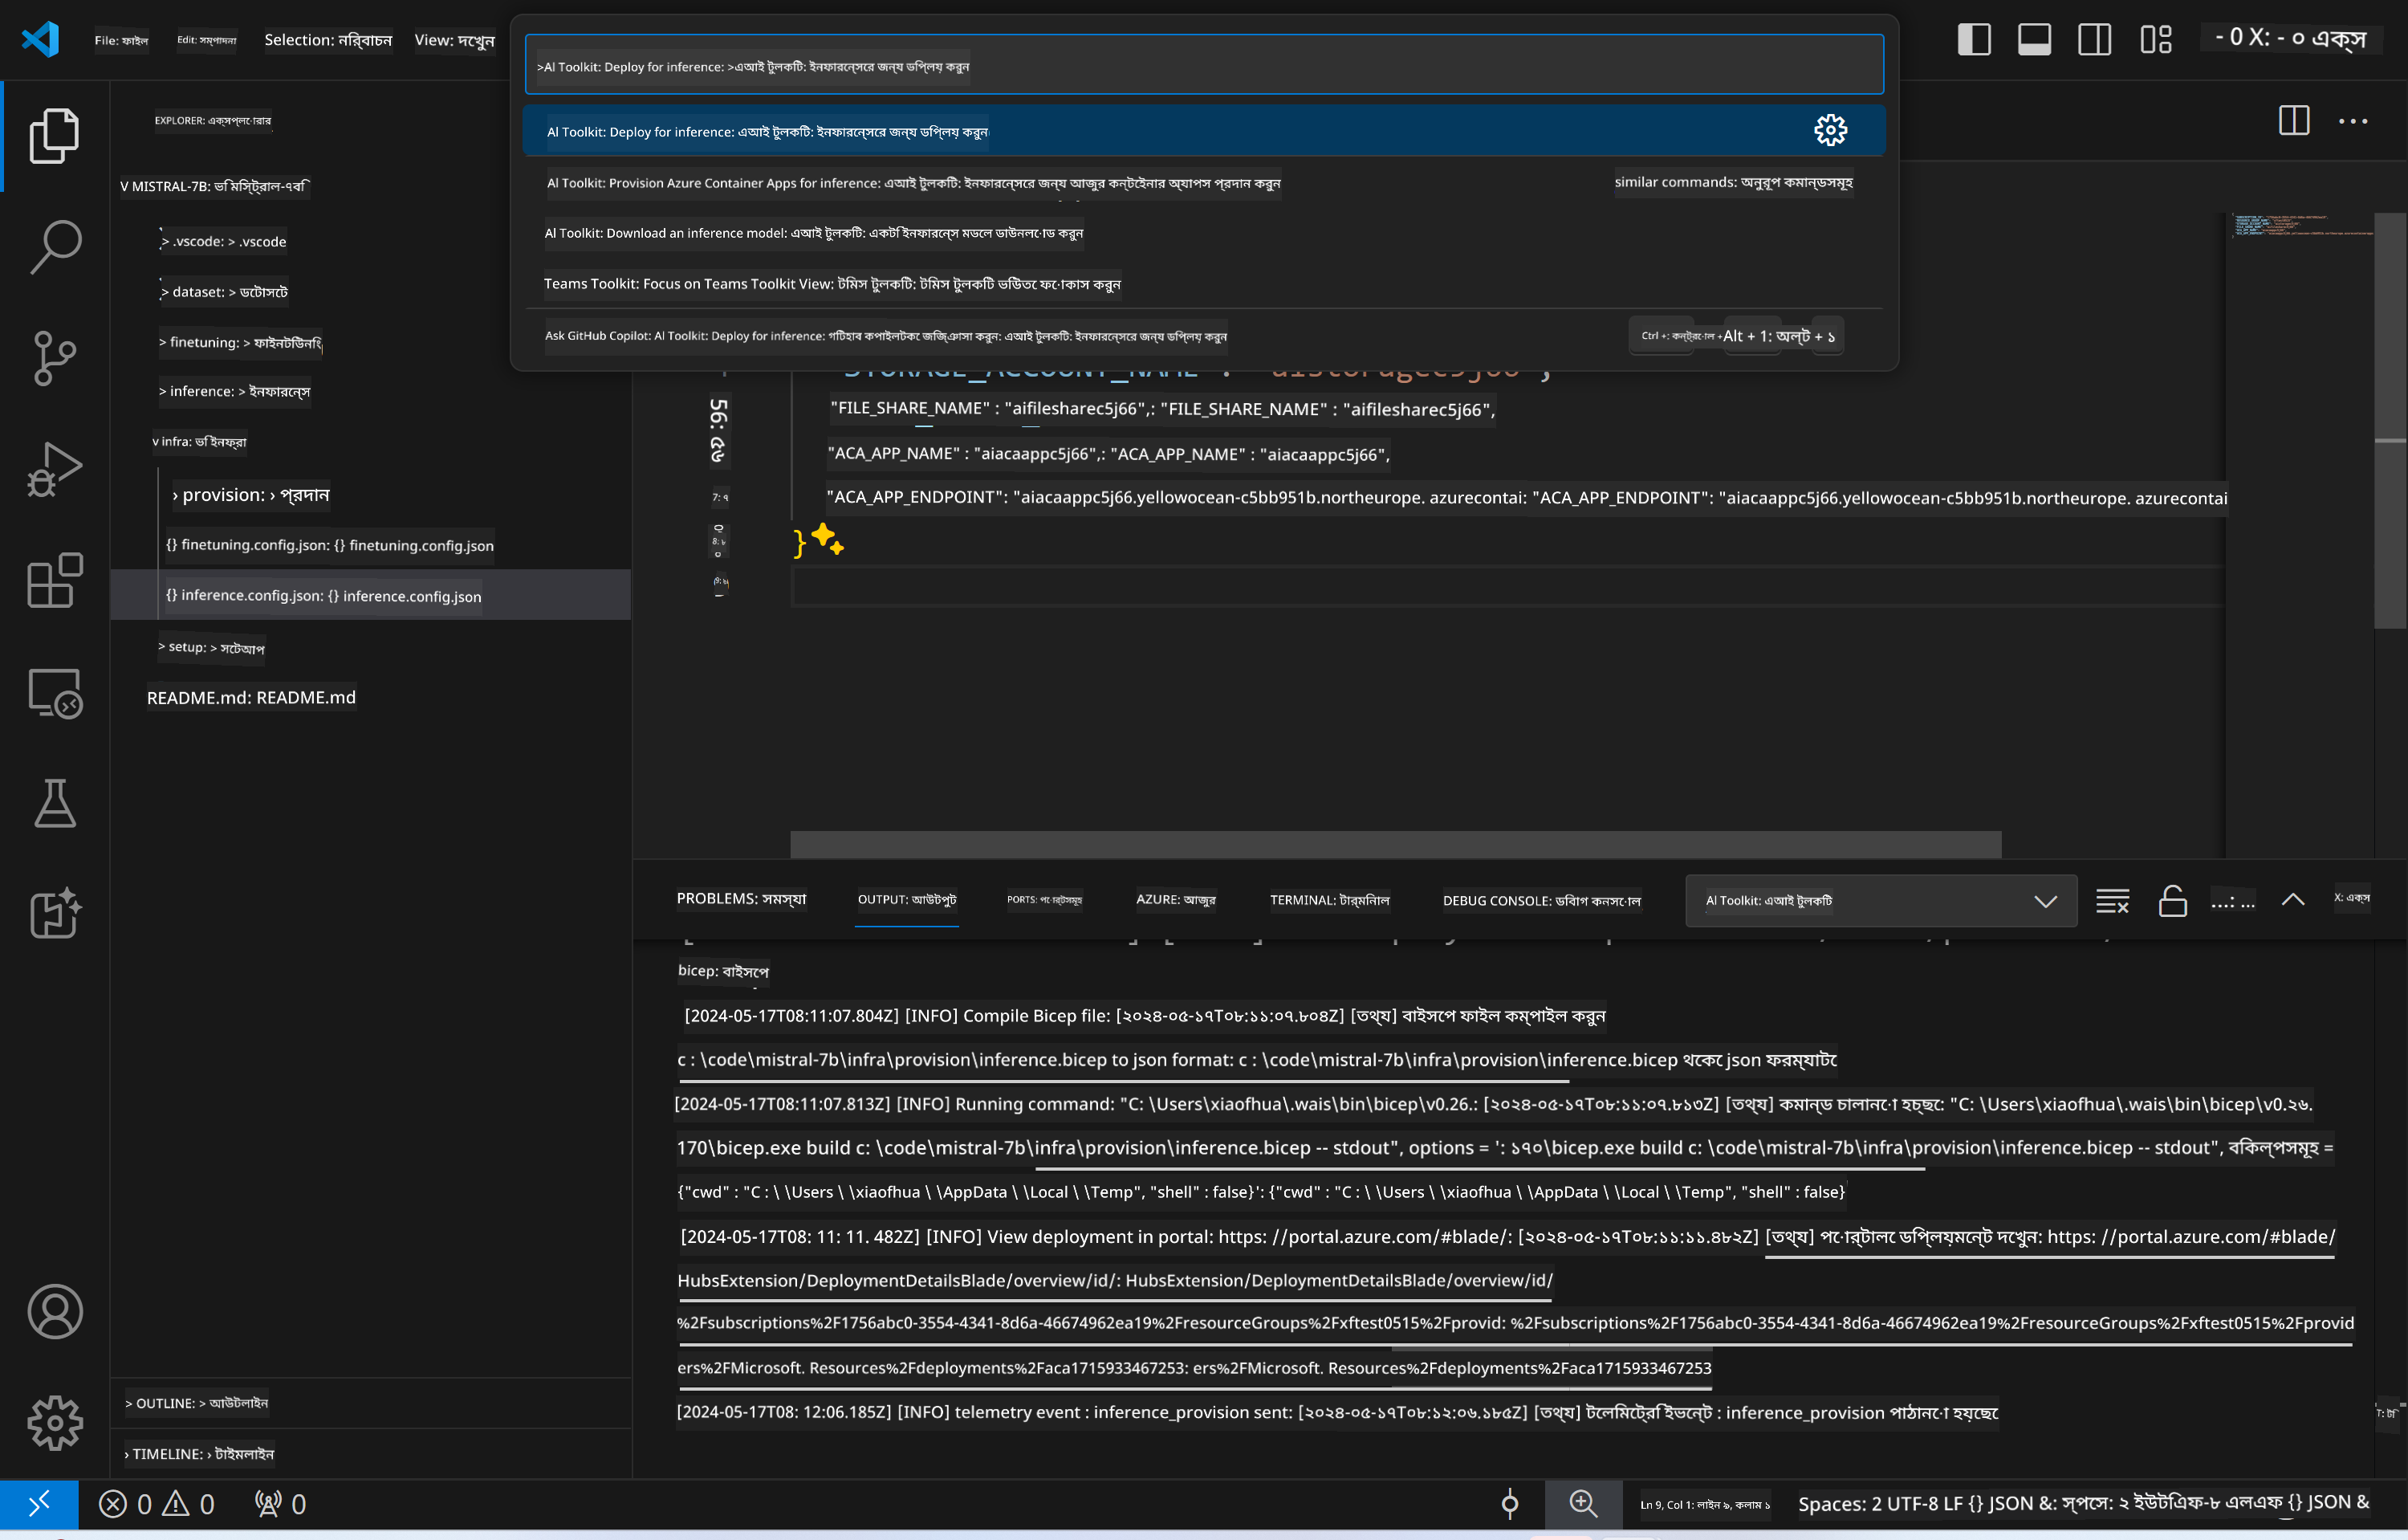 File: ফাইল
Edit: সম্পাদনা
Selection: নির্বাচন
View: দেখুন
- 0 X: - ০ এক্স
>AI Toolkit: Deploy for inference: >এআই টুলকিট: ইনফারেন্সের জন্য ডিপ্লয় করুন
AI Toolkit: Deploy for inference: এআই টুলকিট: ইনফারেন্সের জন্য ডিপ্লয় করুন
AI Toolkit: Provision Azure Container Apps for inference: এআই টুলকিট: ইনফারেন্সের জন্য আজুর কন্টেইনার অ্যাপস প্রদান করুন
similar commands: অনুরূপ কমান্ডসমূহ
AI Toolkit: Download an inference model: এআই টুলকিট: একটি ইনফারেন্স মডেল ডাউনলোড করুন
Teams Toolkit: Focus on Teams Toolkit View: টিমস টুলকিট: টিমস টুলকিট ভিউতে ফোকাস করুন
Ask GitHub Copilot: AI Toolkit: Deploy for inference: গিটহাব কপাইলটকে জিজ্ঞাসা করুন: এআই টুলকিট: ইনফারেন্সের জন্য ডিপ্লয় করুন
Ctrl +: কন্ট্রোল +
Alt + 1: অল্ট + ১
EXPLORER: এক্সপ্লোরার
V MISTRAL-7B: ভি মিস্ট্রাল-৭বি
> .vscode: > .vscode
> dataset: > ডেটাসেট
> finetuning: > ফাইনটিউনিং
> inference: > ইনফারেন্স
v infra: ভি ইনফ্রা
› provision: › প্রদান
{} finetuning.config.json: {} finetuning.config.json
{} inference.config.json: {} inference.config.json
> setup: > সেটআপ
README.md: README.md
> OUTLINE: > আউটলাইন
› TIMELINE: › টাইমলাইন
STORAGE_ACCOUNT_NAME : aistoragec5j66 ,
56: ৫৬
"FILE_SHARE_NAME" : "aifilesharec5j66",: "FILE_SHARE_NAME" : "aifilesharec5j66",
"ACA_APP_NAME" : "aiacaappc5j66",: "ACA_APP_NAME" : "aiacaappc5j66",
7: ৭
"ACA_APP_ENDPOINT": "aiacaappc5j66.yellowocean-c5bb951b.northeurope. azurecontai: "ACA_APP_ENDPOINT": "aiacaappc5j66.yellowocean-c5bb951b.northeurope. azurecontai
8: ৮
}
9: ৯
PROBLEMS: সমস্যা
OUTPUT: আউটপুট
PORTS: পোর্টসমূহ
AZURE: আজুর
TERMINAL: টার্মিনাল
DEBUG CONSOLE: ডিবাগ কনসোল
AI Toolkit: এআই টুলকিট
...: ...
X: এক্স
bicep: বাইসেপ
[2024-05-17T08:11:07.804Z] [INFO] Compile Bicep file: [২০২৪-০৫-১৭T০৮:১১:০৭.৮০৪Z] [তথ্য] বাইসেপ ফাইল কম্পাইল করুন
c : \code\mistral-7b\infra\provision\inference.bicep to json format: c : \code\mistral-7b\infra\provision\inference.bicep থেকে json ফরম্যাটে
[2024-05-17T08:11:07.813Z] [INFO] Running command: "C: \Users\xiaofhua\.wais\bin\bicep\v0.26.: [২০২৪-০৫-১৭T০৮:১১:০৭.৮১৩Z] [তথ্য] কমান্ড চালানো হচ্ছে: "C: \Users\xiaofhua\.wais\bin\bicep\v0.২৬.
170\bicep.exe build c: \code\mistral-7b\infra\provision\inference.bicep -- stdout", options = ': ১৭০\bicep.exe build c: \code\mistral-7b\infra\provision\inference.bicep -- stdout", বিকল্পসমূহ =
{"cwd" : "C : \ \Users \ \xiaofhua \ \AppData \ \Local \ \Temp", "shell" : false}': {"cwd" : "C : \ \Users \ \xiaofhua \ \AppData \ \Local \ \Temp", "shell" : false}
[2024-05-17T08: 11: 11. 482Z] [INFO] View deployment in portal: https: //portal.azure.com/#blade/: [২০২৪-০৫-১৭T০৮:১১:১১.৪৮২Z] [তথ্য] পোর্টালে ডিপ্লয়মেন্ট দেখুন: https: //portal.azure.com/#blade/
HubsExtension/DeploymentDetailsBlade/overview/id/: HubsExtension/DeploymentDetailsBlade/overview/id/
%2Fsubscriptions%2F1756abc0-3554-4341-8d6a-46674962ea19%2FresourceGroups%2Fxftest0515%2Fprovid: %2Fsubscriptions%2F1756abc0-3554-4341-8d6a-46674962ea19%2FresourceGroups%2Fxftest0515%2Fprovid
ers%2FMicrosoft. Resources%2Fdeployments%2Faca1715933467253: ers%2FMicrosoft. Resources%2Fdeployments%2Faca1715933467253
[2024-05-17T08: 12:06.185Z] [INFO] telemetry event : inference_provision sent: [২০২৪-০৫-১৭T০৮:১২:০৬.১৮৫Z] [তথ্য] টেলিমেট্রি ইভেন্ট : inference_provision পাঠানো হয়েছে
T: টি
0 0 0
Ln 9, Col 1: লাইন ৯, কলাম ১
Spaces: 2 UTF-8 LF {} JSON &: স্পেস: ২ ইউটিএফ-৮ এলএফ {} JSON &